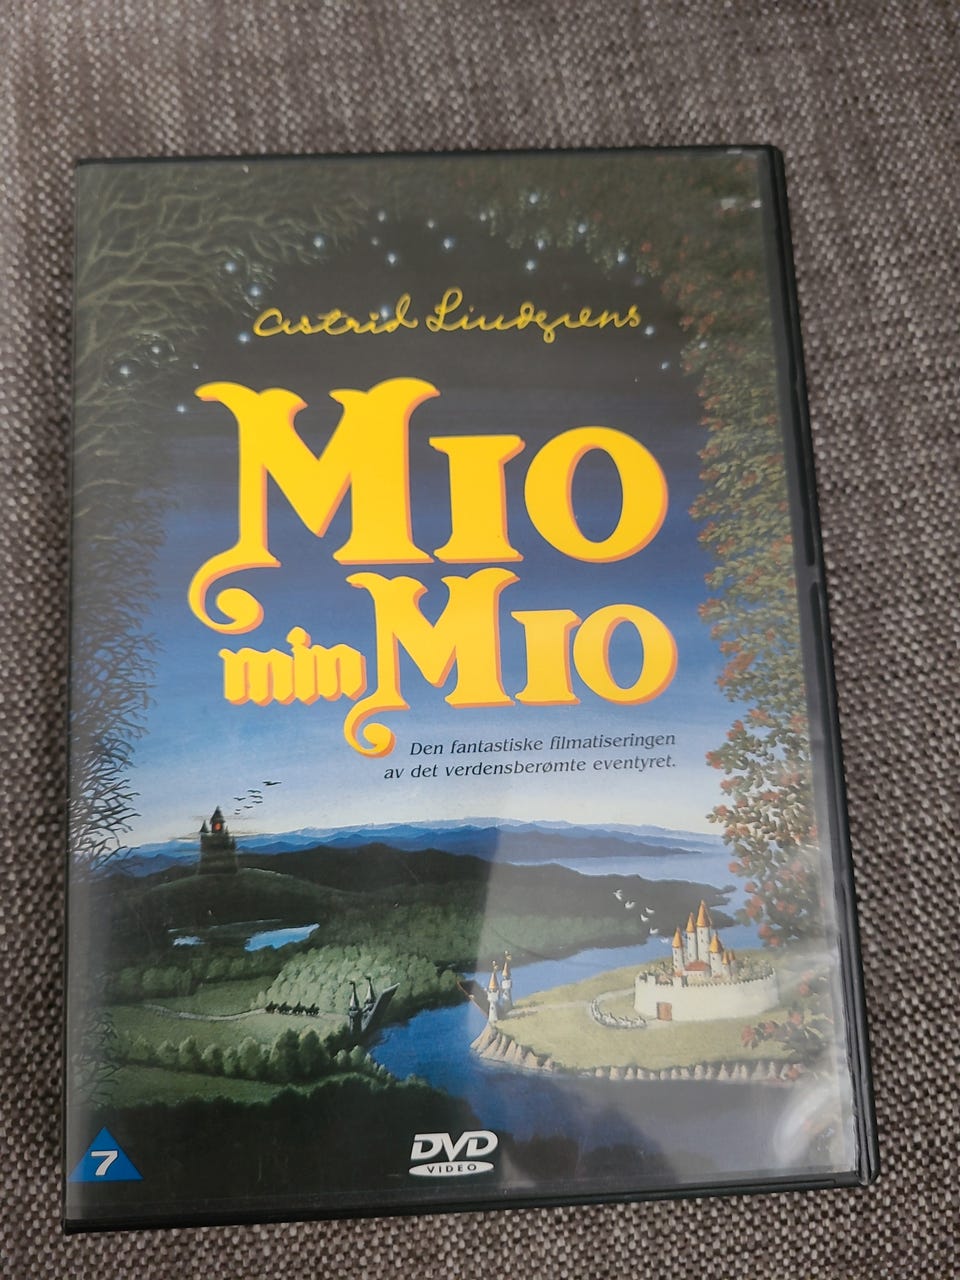 Astrid Lindgrens
MIO
min MIO
Den fantastiske filmatiseringen
av det verdensberømte eventyret.
7
DVD
VIDEO